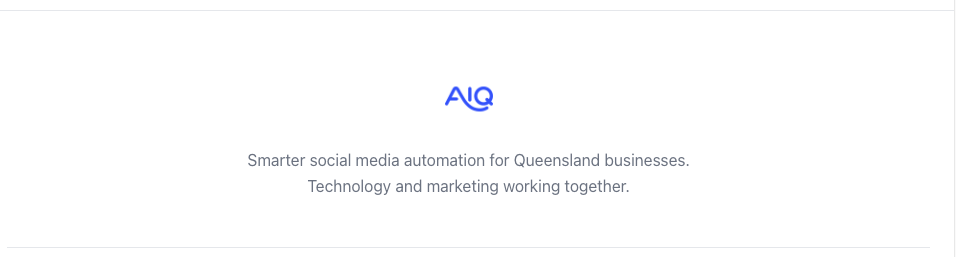 AIQ
Smarter social media automation for Queensland businesses.
Technology and marketing working together.